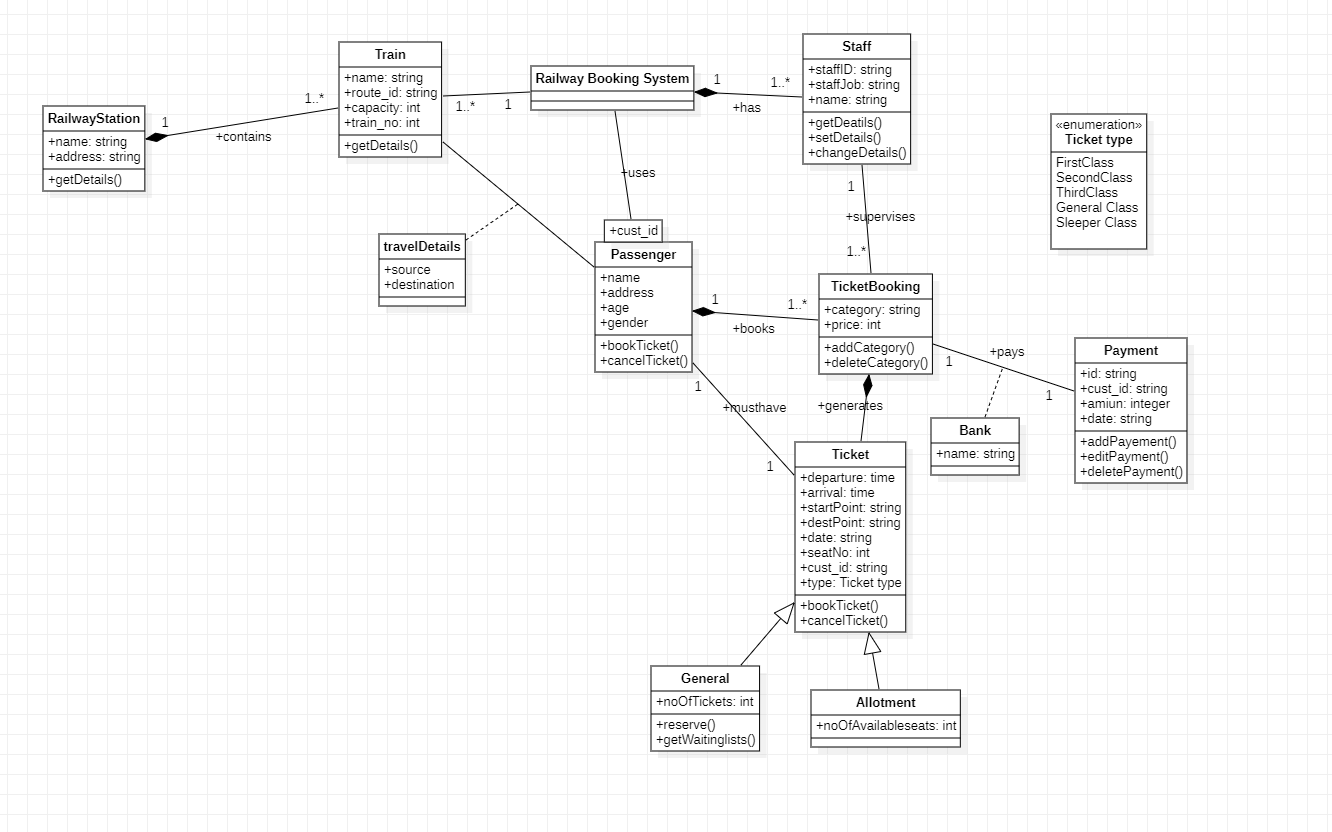 Train
+name: string
+route_id: string
+capacity: int
+train_no: int
+getDetails()
RailwayStation
+name: string
+address: string
+getDetails()
1
1..*
+contains
1..*
1
Railway Booking System
1
1..*
+has
Staff
+staffID: string
+staffJob: string
+name: string
+getDeatils()
+setDetails()
+changeDetails()
«enumeration»
Ticket type
FirstClass
SecondClass
ThirdClass
General Class
Sleeper Class
+uses
1
+supervises
1..*
travelDetails
+source
+destination
+cust_id
Passenger
+name
+address
+age
+gender
+bookTicket()
+cancelTicket()
1
1..*
+books
TicketBooking
+category: string
+price: int
+addCategory()
+deleteCategory()
+pays
1
1
Payment
+id: string
+cust_id: string
+amiun: integer
+date: string
+addPayement()
+editPayment()
+deletePayment()
Bank
+name: string
1
+musthave
1
+generates
Ticket
+departure: time
+arrival: time
+startPoint: string
+destPoint: string
+date: string
+seatNo: int
+cust_id: string
+type: Ticket type
+bookTicket()
+cancelTicket()
General
+noOfTickets: int
+reserve()
+getWaitinglists()
Allotment
+noOfAvailableseats: int